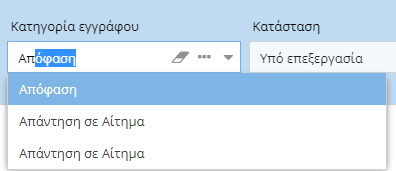 Κατηγορία εγγράφου
Κατάσταση
Απόφαση
Υπό επεξεργασία
Απόφαση
Απάντηση σε Αίτημα
Απάντηση σε Αίτημα